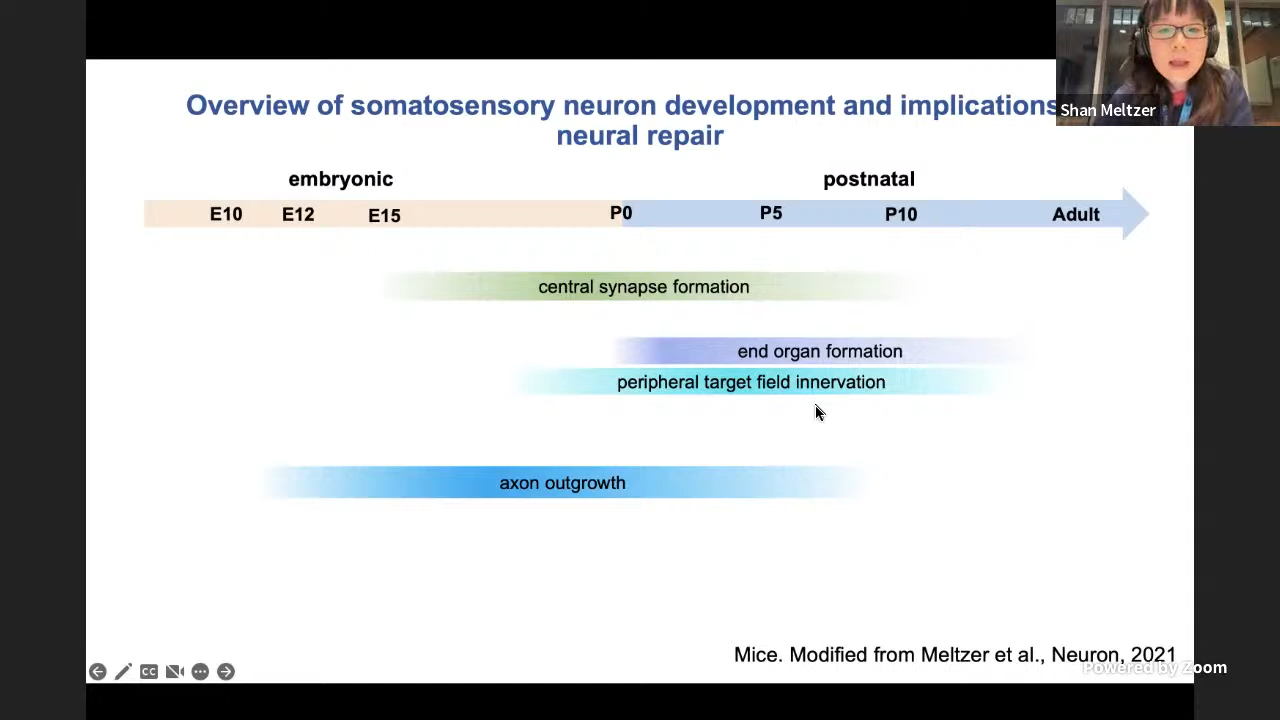 Overview of somatosensory neuron development and implications
neural repair
Shan Meltzer
embryonic
postnatal
E10 E12 E15 P0 P5 P10 Adult
central synapse formation
end organ formation
peripheral target field innervation
axon outgrowth
Mice. Modified from Meltzer et al., Neuron, 2021
CC
Powered by Zoom